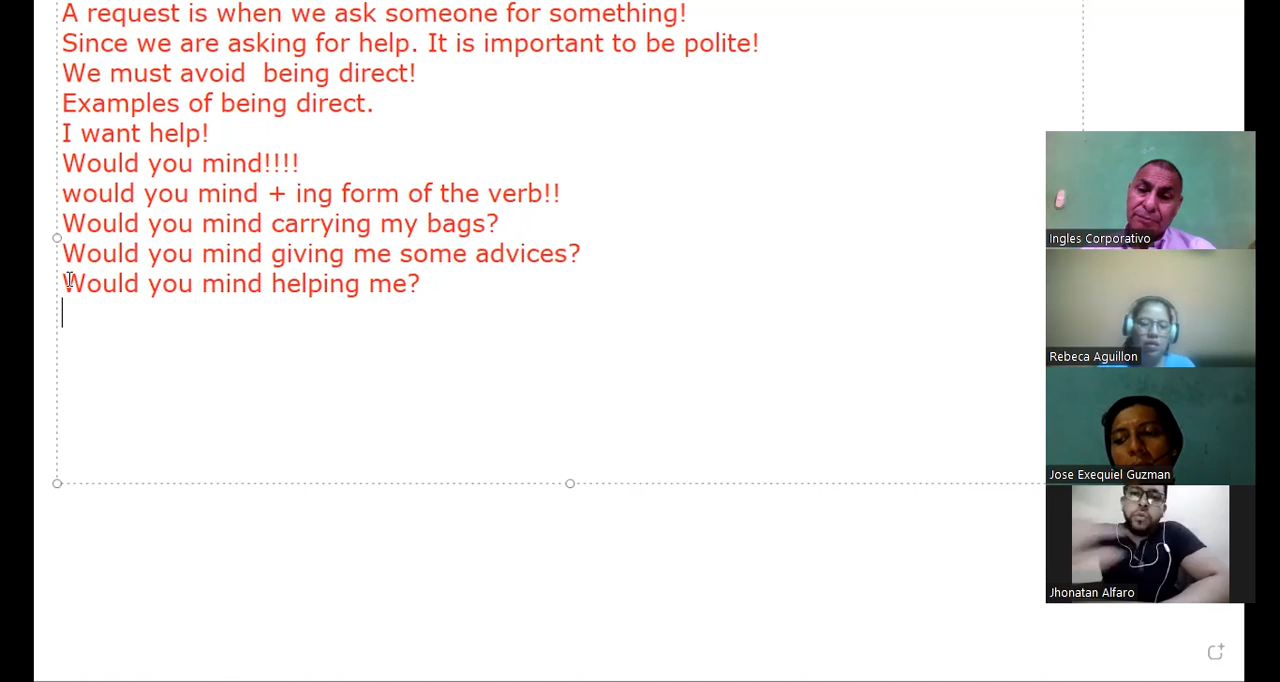 A request is when we ask someone for something!
Since we are asking for help. It is important to be polite!
We must avoid  being direct!
Examples of being direct.
I want help!
Would you mind!!!!
would you mind + ing form of the verb!!
Would you mind carrying my bags?
Would you mind giving me some advices?
Would you mind helping me?
Ingles Corporativo
Rebeca Aguillon
Jose Exequiel Guzman
Jhonatan Alfaro